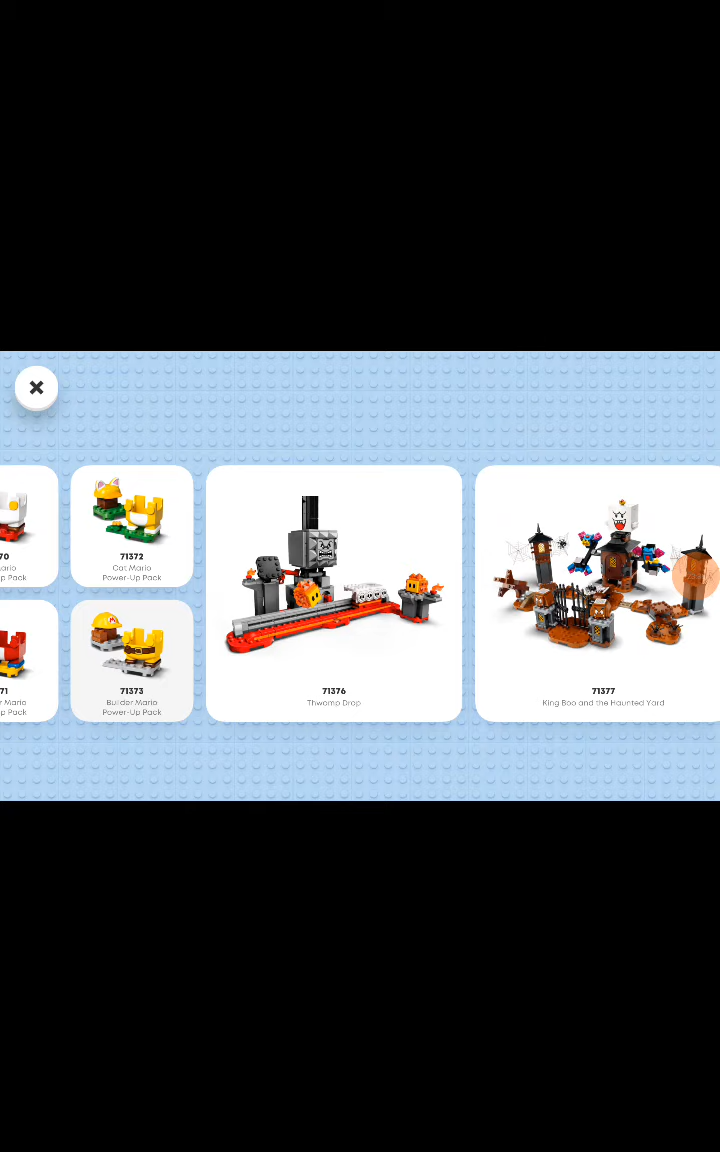 70
ario
p Pack
71372
Cat Mario
Power-Up Pack
71
r Mario
p Pack
71373
Builder Mario
Power-Up Pack
71376
Thwomp Drop
71377
King Boo and the Haunted Yard